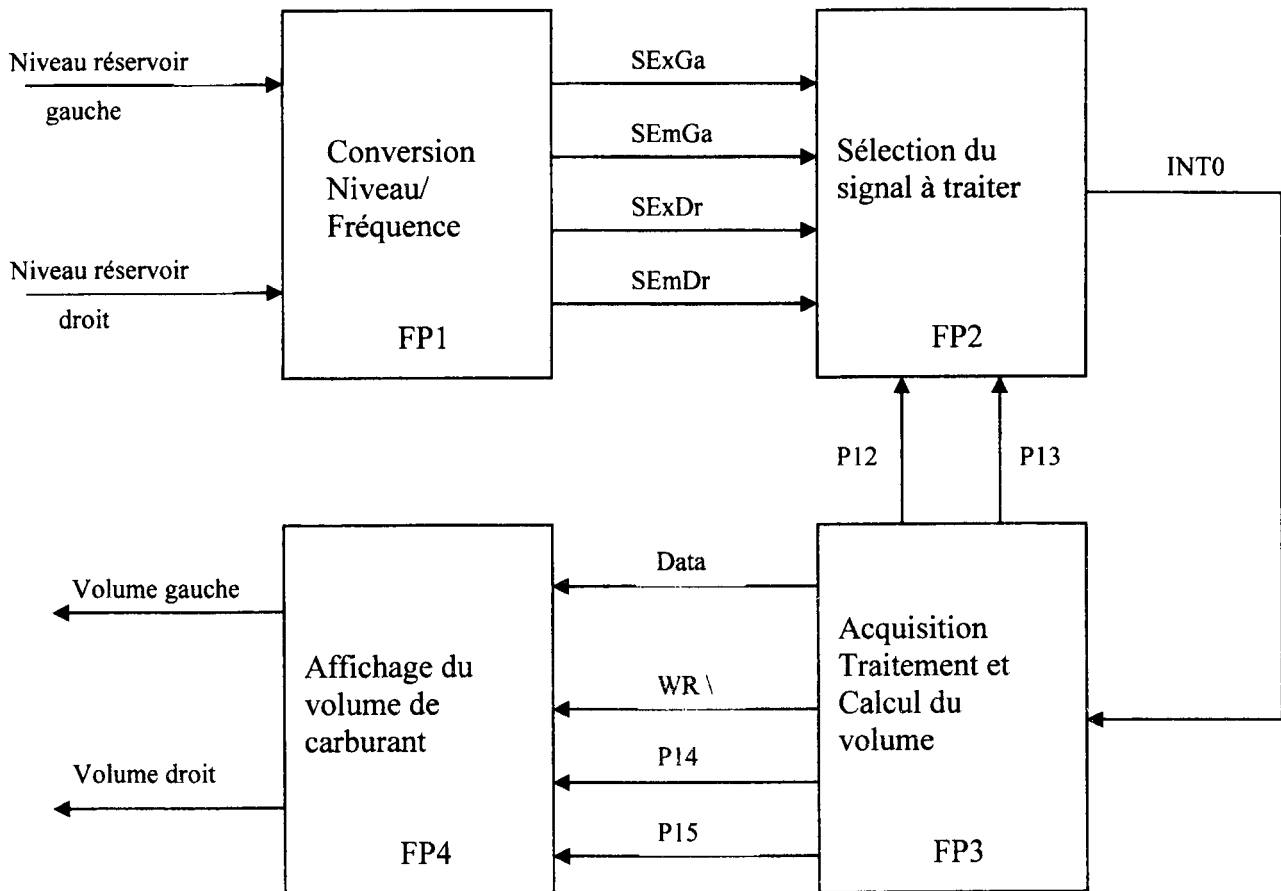 Niveau réservoir
gauche
Niveau réservoir
droit
Conversion
Niveau/
Fréquence
FP1
SExGa
SEmGa
SExDr
SEmDr
Sélection du
signal à traiter
FP2
INT0
P12
P13
Volume gauche
Volume droit
Affichage du
volume de
carburant
FP4
Data
WR \
P14
P15
Acquisition
Traitement et
Calcul du
volume
FP3